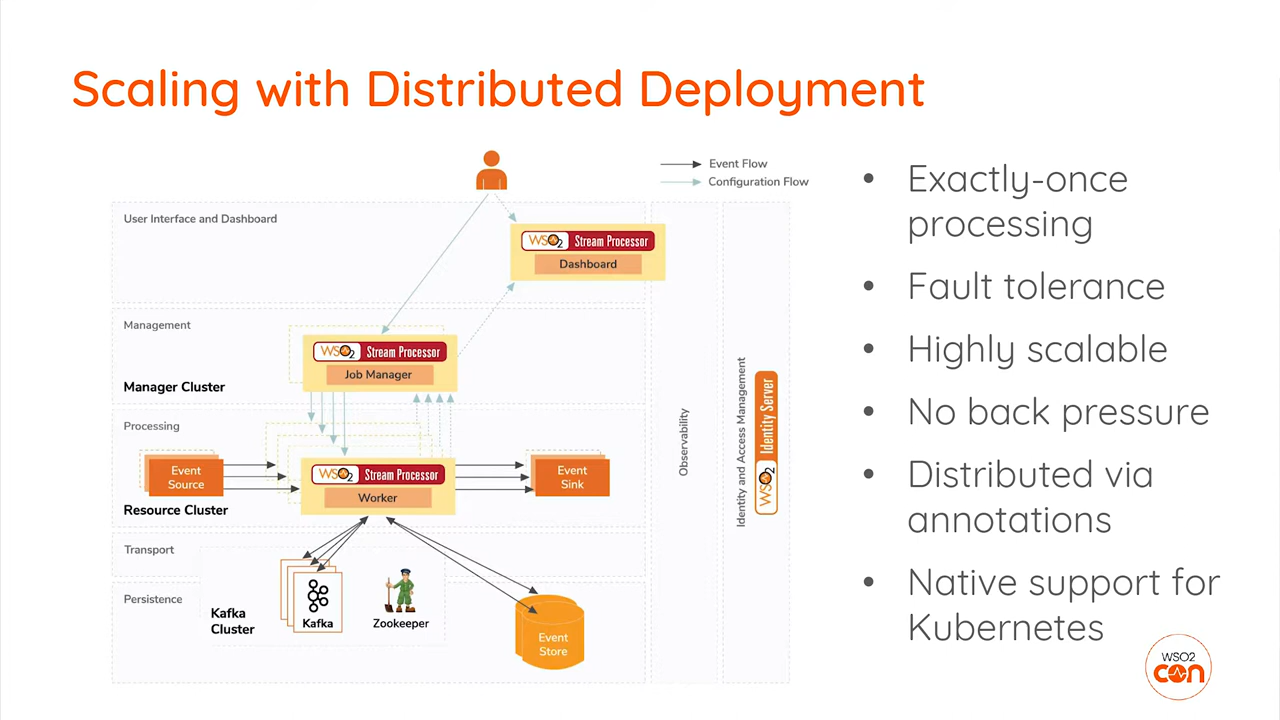 Scaling with Distributed Deployment
Event Flow
Configuration Flow
User Interface and Dashboard
WSO2 Stream Processor
Dashboard
Management
WSO2 Stream Processor
Job Manager
Manager Cluster
Processing
Event
Source
WSO2 Stream Processor
Worker
Event
Sink
Resource Cluster
Transport
Persistence
Kafka
Cluster
Kafka
Zookeeper
Event
Store
Observability
Identity and Access Management
WSO2 Identity Server
• Exactly-once
processing
• Fault tolerance
• Highly scalable
• No back pressure
• Distributed via
annotations
• Native support for
Kubernetes
WSO2
CON